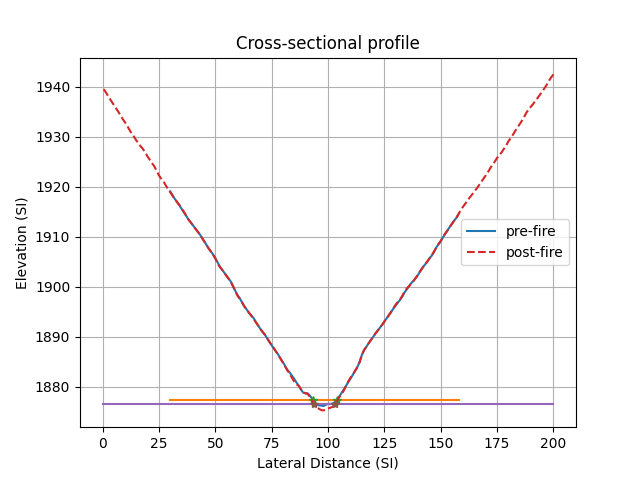 Cross-sectional profile
1940
1930
1920
1910
1900
1890
1880
Elevation (SI)
pre-fire
post-fire
0 25 50 75 100 125 150 175 200
Lateral Distance (SI)